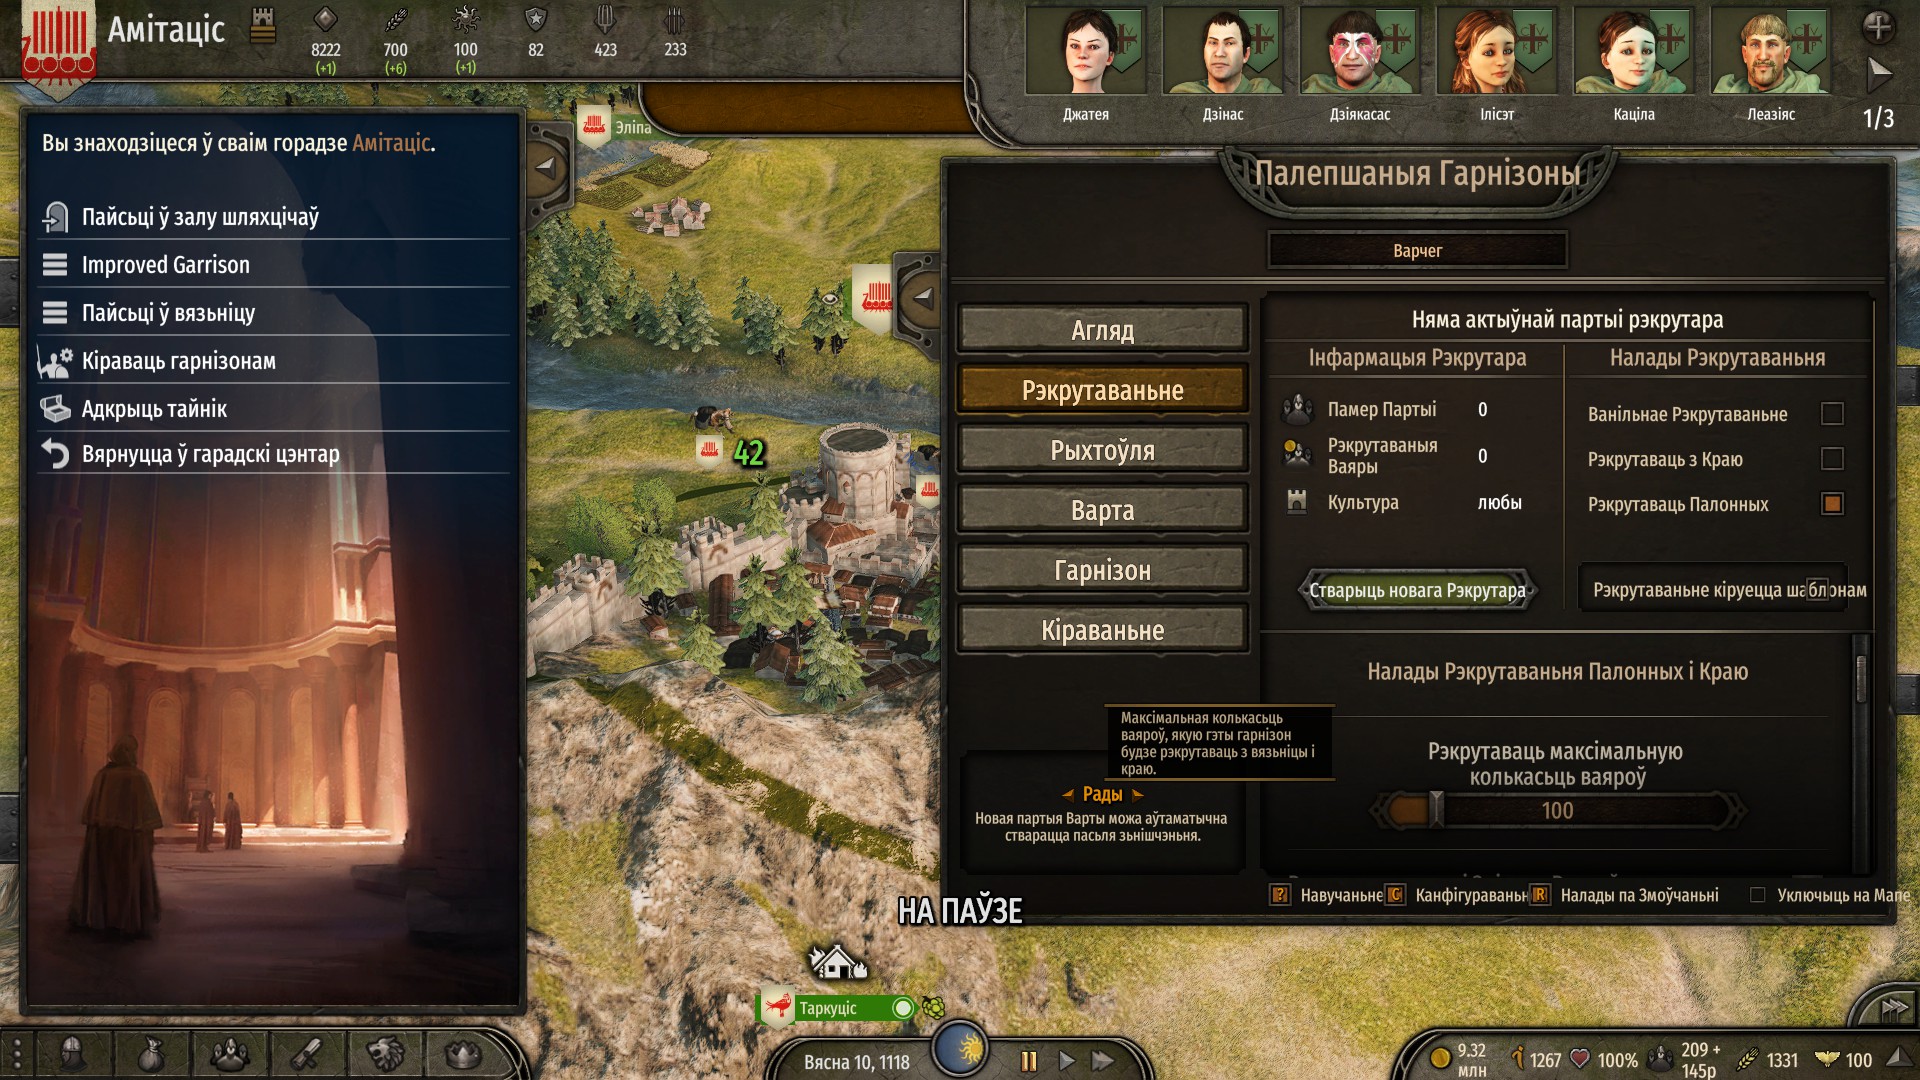 Амітаціс
8222
(+1)
700
(+6)
100
(+1)
82
423
233
Джатея
Дзінас
Дзіякасас
Ілісэт
Каціла
Леазіяс
1/3
Вы знаходзіцеся ў сваім горадзе Амітаціс.
Пайсьці ў залу шляхцічаў
Improved Garrison
Пайсьці ў вязьніцу
Кіраваць гарнізонам
Адкрыць тайнік
Вярнуцца ў гарадскі цэнтар
Эліпа
42
Палепшаныя Гарнізоны
Варчег
Агляд
Рэкрутаваньне
Рыхтоўля
Варта
Гарнізон
Кіраваньне
Няма актыўнай партыі рэкрутара
Інфармацыя Рэкрутара
Памер Партыі 0
Рэкрутаваныя
Ваяры 0
Культура любы
Стварыць новага Рэкрутара
Налады Рэкрутаваньня
Ванільнае Рэкрутаваньне
Рэкрутаваць з Краю
Рэкрутаваць Палонных
Рэкрутаваньне кіруецца шаблонам
Налады Рэкрутаваньня Палонных і Краю
Рэкрутаваць максімальную
колькасьць ваяроў
100
Максімальная колькасьць
ваяроў, якую гэты гарнізон
будзе рэкрутаваць з вязьніцы і
краю.
Рады
Новая партыя Варты можа аўтаматычна
стварацца пасьля зьнішчэньня.
? Навучаньне
C Канфігураваньн
R Налады па Змоўчаньні
Уключыць на Мапе
НА ПАЎЗЕ
Таркуціс
Вясна 10, 1118
9.32
млн
1267
100%
209 +
145р
1331
100